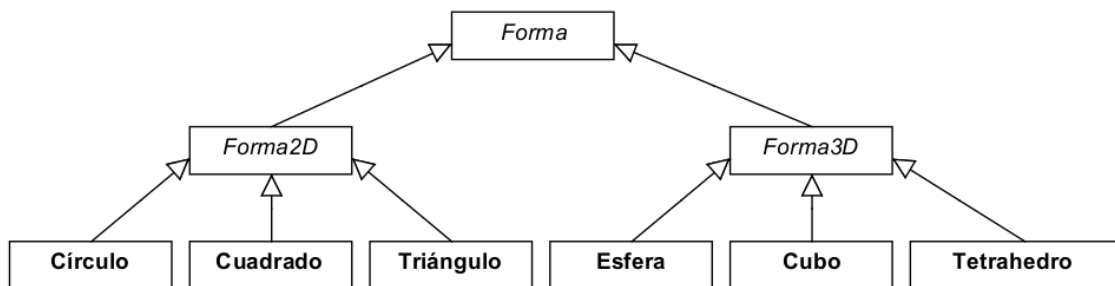 Forma
Forma2D
Forma3D
Círculo
Cuadrado
Triángulo
Esfera
Cubo
Tetrahedro